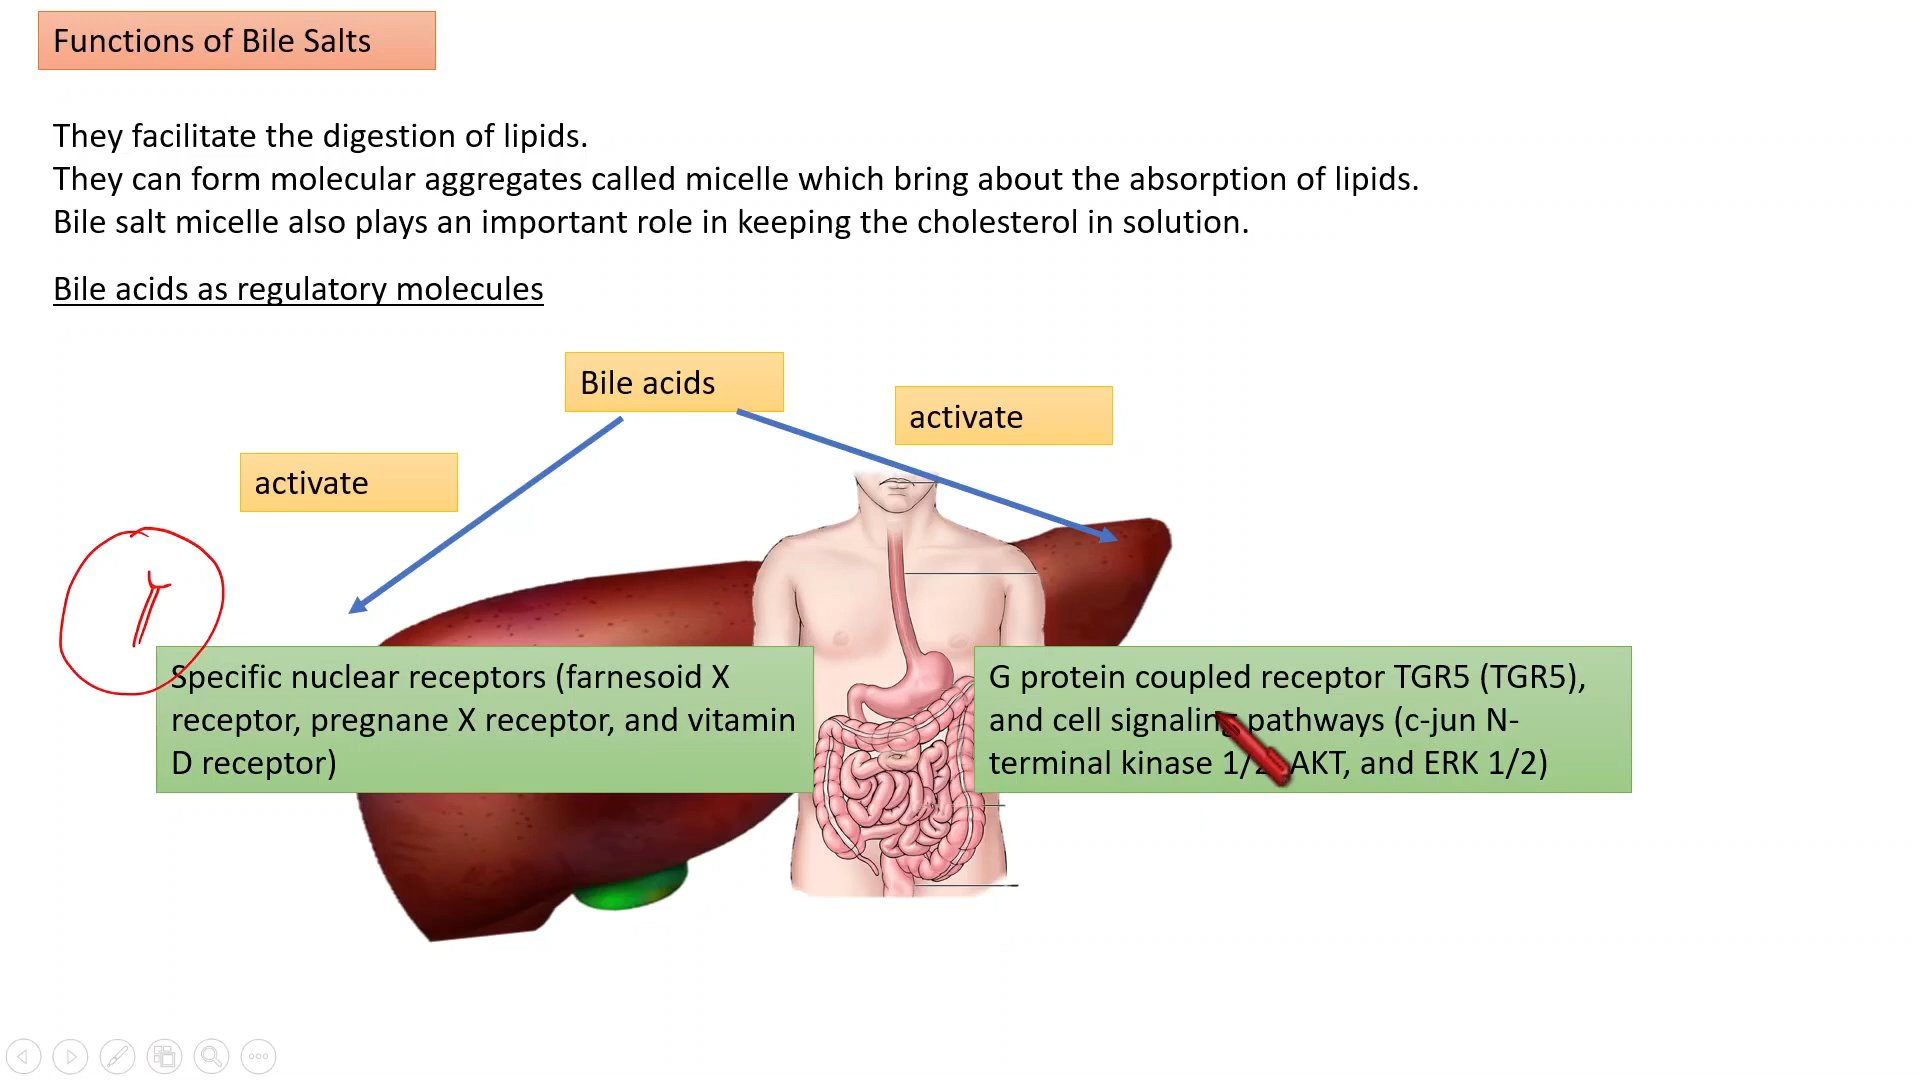 Functions of Bile Salts
They facilitate the digestion of lipids.
They can form molecular aggregates called micelle which bring about the absorption of lipids.
Bile salt micelle also plays an important role in keeping the cholesterol in solution.
Bile acids as regulatory molecules
Bile acids
activate
activate
Specific nuclear receptors (farnesoid X
receptor, pregnane X receptor, and vitamin
D receptor)
G protein coupled receptor TGR5 (TGR5),
and cell signaling pathways (c-jun N-
terminal kinase 1/2, AKT, and ERK 1/2)